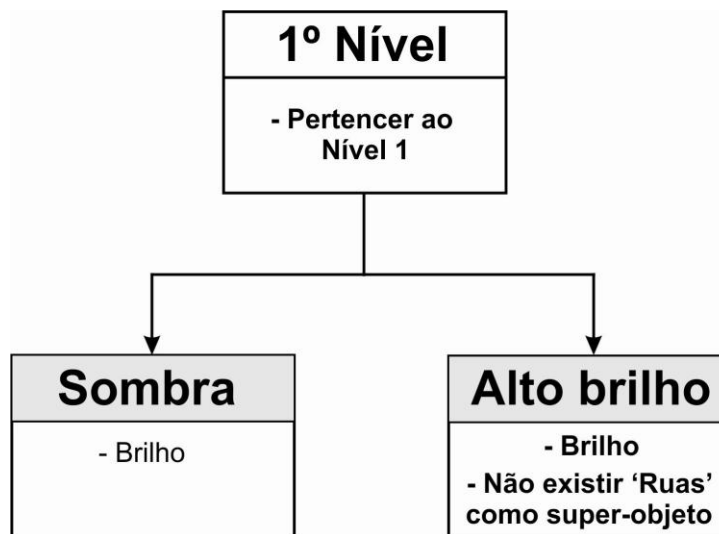 1º Nível
- Pertencer ao
Nível 1
Sombra
- Brilho
Alto brilho
- Brilho
- Não existir ‘Ruas’
como super-objeto